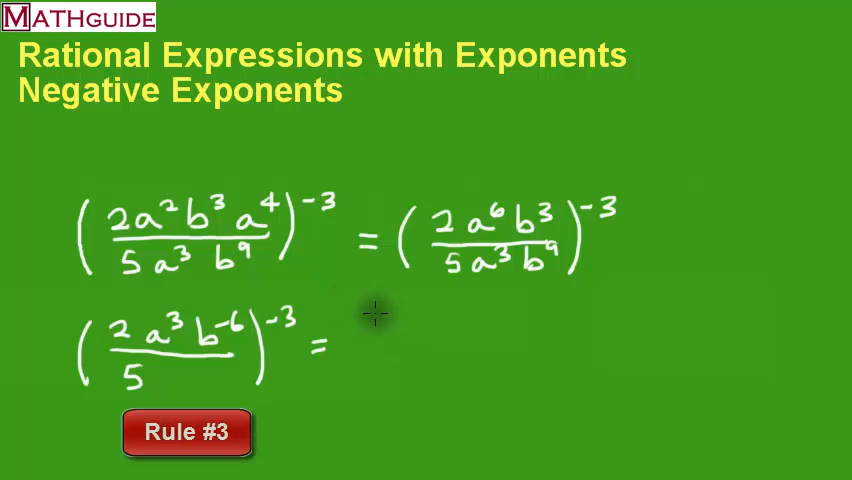 MATHGUIDE
Rational Expressions with Exponents
Negative Exponents
(2a²b³a⁴ / 5a³b⁹)⁻³ = (2a⁶b³ / 5a³b⁹)⁻³
(2a³b⁻⁶ / 5)⁻³ =
Rule #3